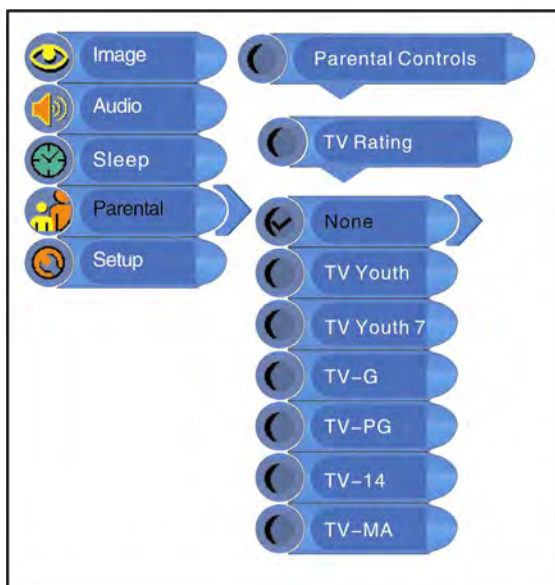 Image
Audio
Sleep
Parental
Setup
Parental Controls
TV Rating
None
TV Youth
TV Youth 7
TV–G
TV–PG
TV–14
TV–MA